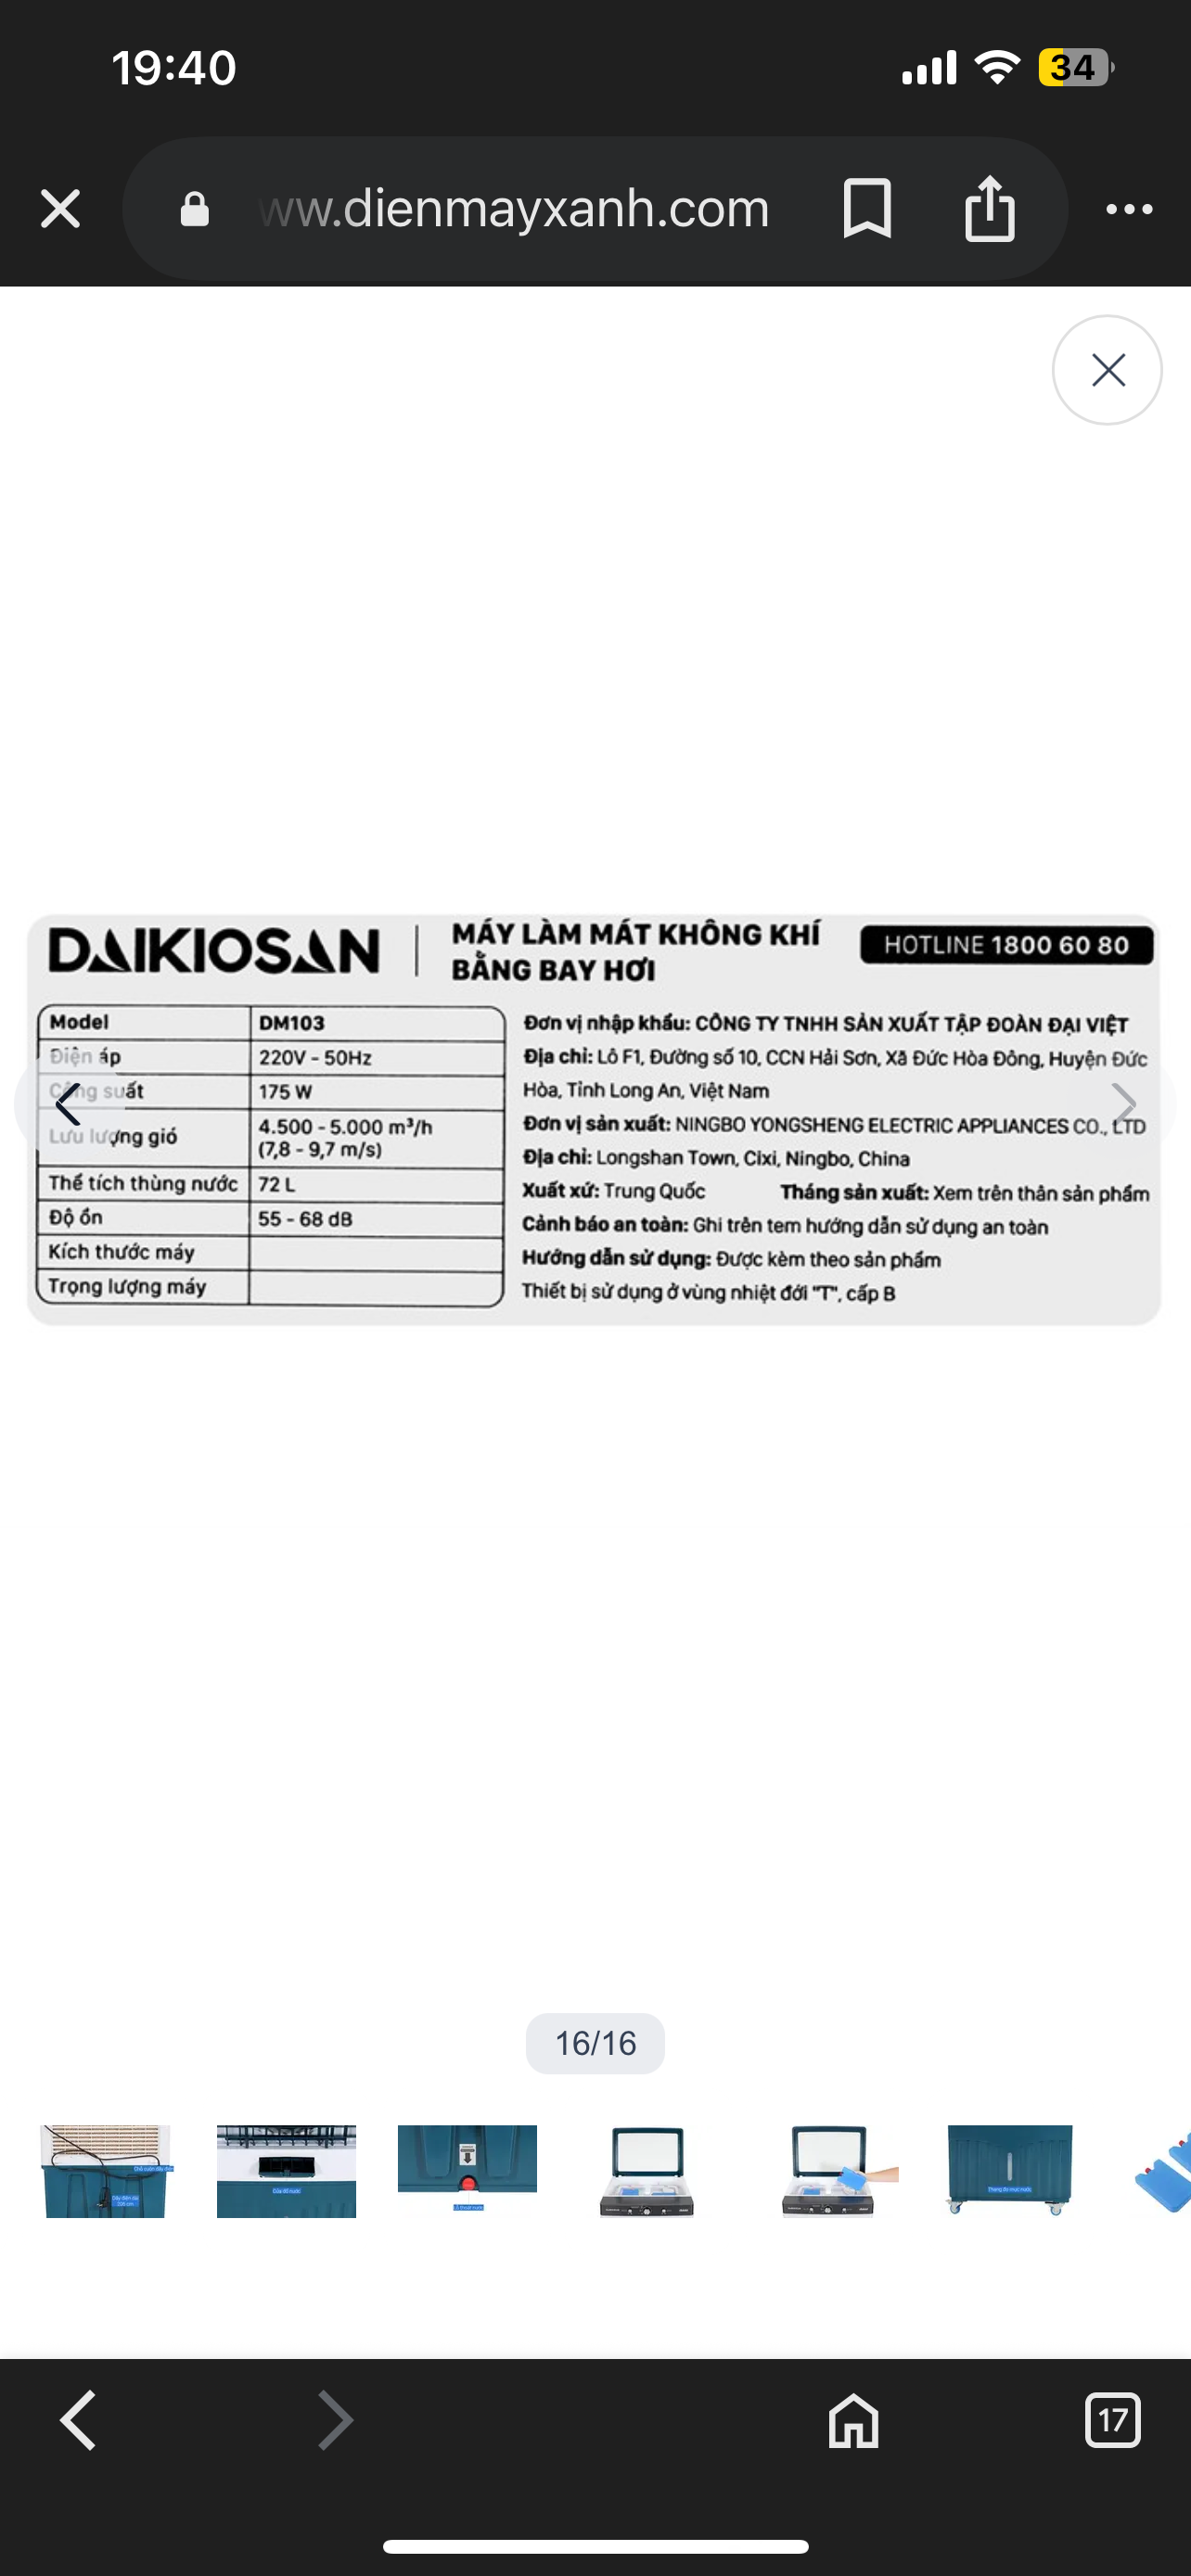 19:40
34
ww.dienmayxanh.com
DAIKIOSAN
MÁY LÀM MÁT KHÔNG KHÍ
BẰNG BAY HƠI
HOTLINE 1800 60 80
Model DM103
Điện áp 220V - 50Hz
Công suất 175 W
Lưu lượng gió 4.500 - 5.000 m³/h
(7,8 - 9,7 m/s)
Thể tích thùng nước 72 L
Độ ồn 55 - 68 dB
Kích thước máy
Trọng lượng máy
Đơn vị nhập khẩu: CÔNG TY TNHH SẢN XUẤT TẬP ĐOÀN ĐẠI VIỆT
Địa chỉ: Lô F1, Đường số 10, CCN Hải Sơn, Xã Đức Hòa Đông, Huyện Đức
Hòa, Tỉnh Long An, Việt Nam
Đơn vị sản xuất: NINGBO YONGSHENG ELECTRIC APPLIANCES CO., LTD
Địa chỉ: Longshan Town, Cixi, Ningbo, China
Xuất xứ: Trung Quốc Tháng sản xuất: Xem trên thân sản phẩm
Cảnh báo an toàn: Ghi trên tem hướng dẫn sử dụng an toàn
Hướng dẫn sử dụng: Được kèm theo sản phẩm
Thiết bị sử dụng ở vùng nhiệt đới "T", cấp B
16/16
17